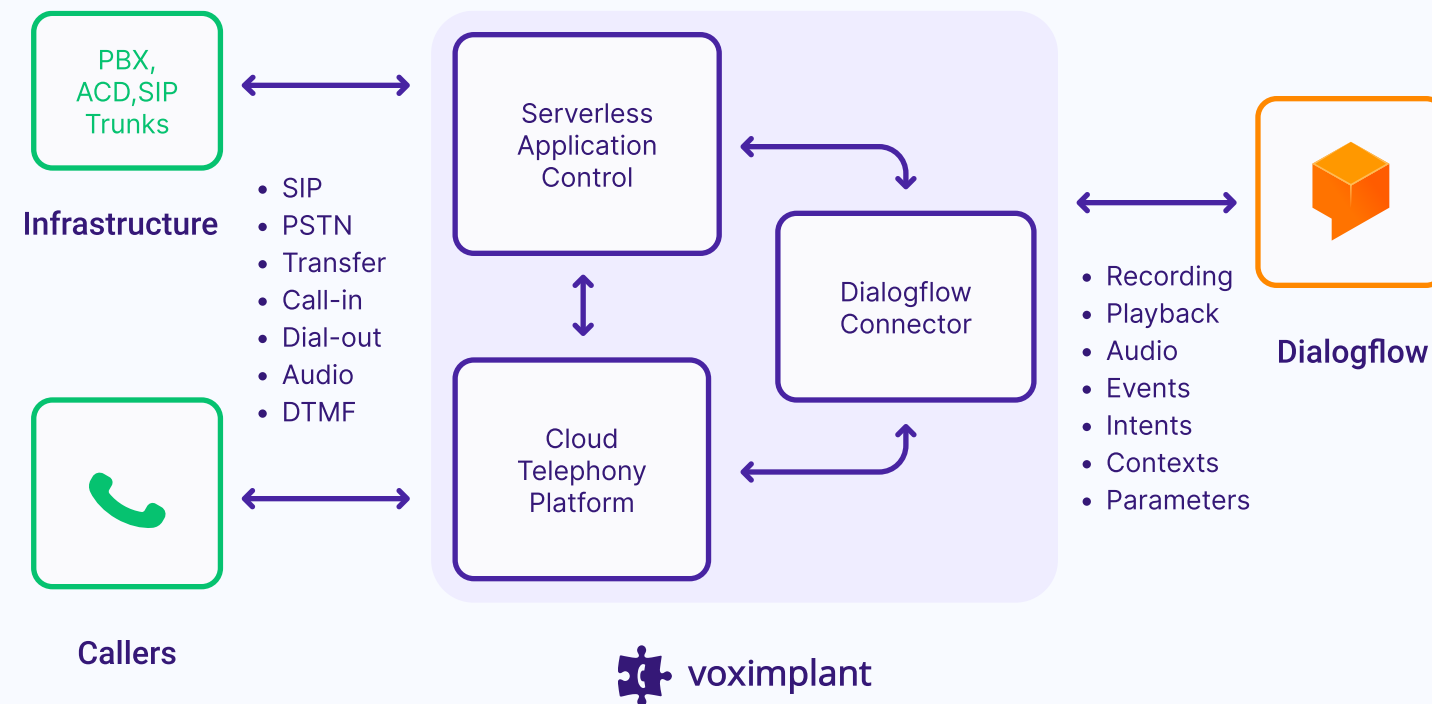 PBX,
ACD,SIP
Trunks
Infrastructure
• SIP
• PSTN
• Transfer
• Call-in
• Dial-out
• Audio
• DTMF
Callers
Serverless
Application
Control
Cloud
Telephony
Platform
Dialogflow
Connector
• Recording
• Playback
• Audio
• Events
• Intents
• Contexts
• Parameters
Dialogflow
voximplant